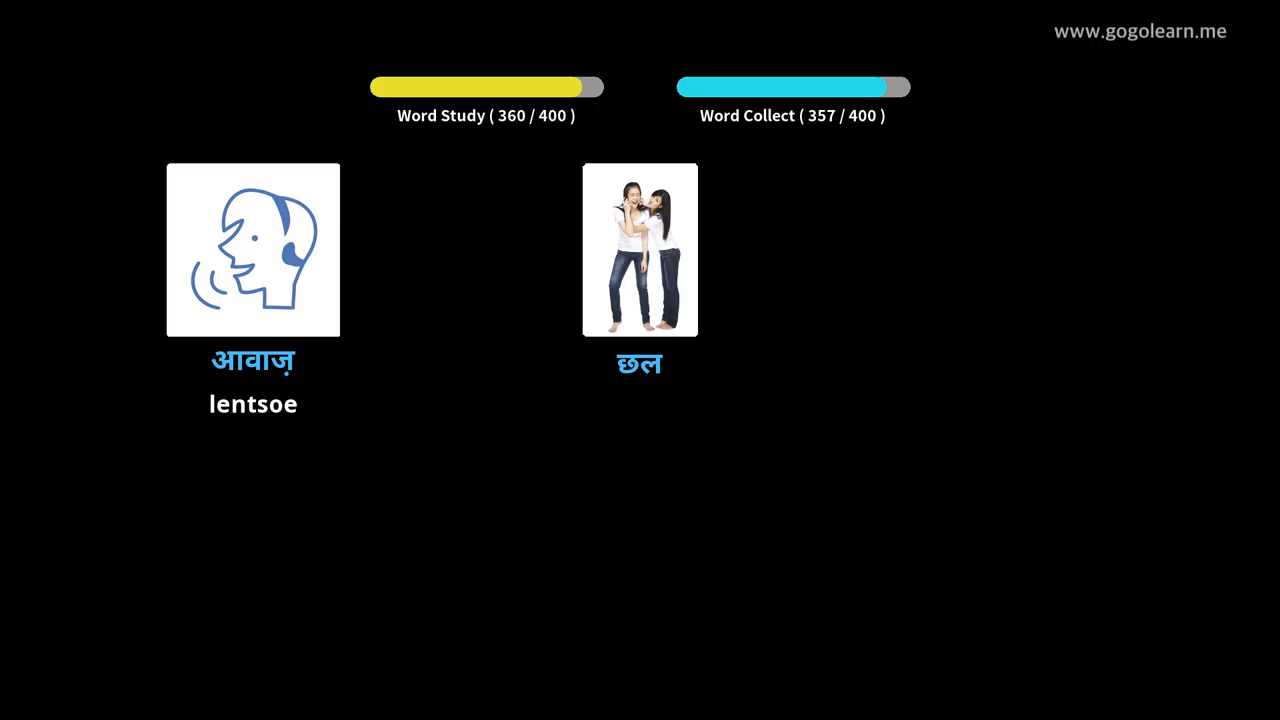 www.gogolearn.me
Word Study ( 360 / 400 )
Word Collect ( 357 / 400 )
आवाज़
छल
lentsoe